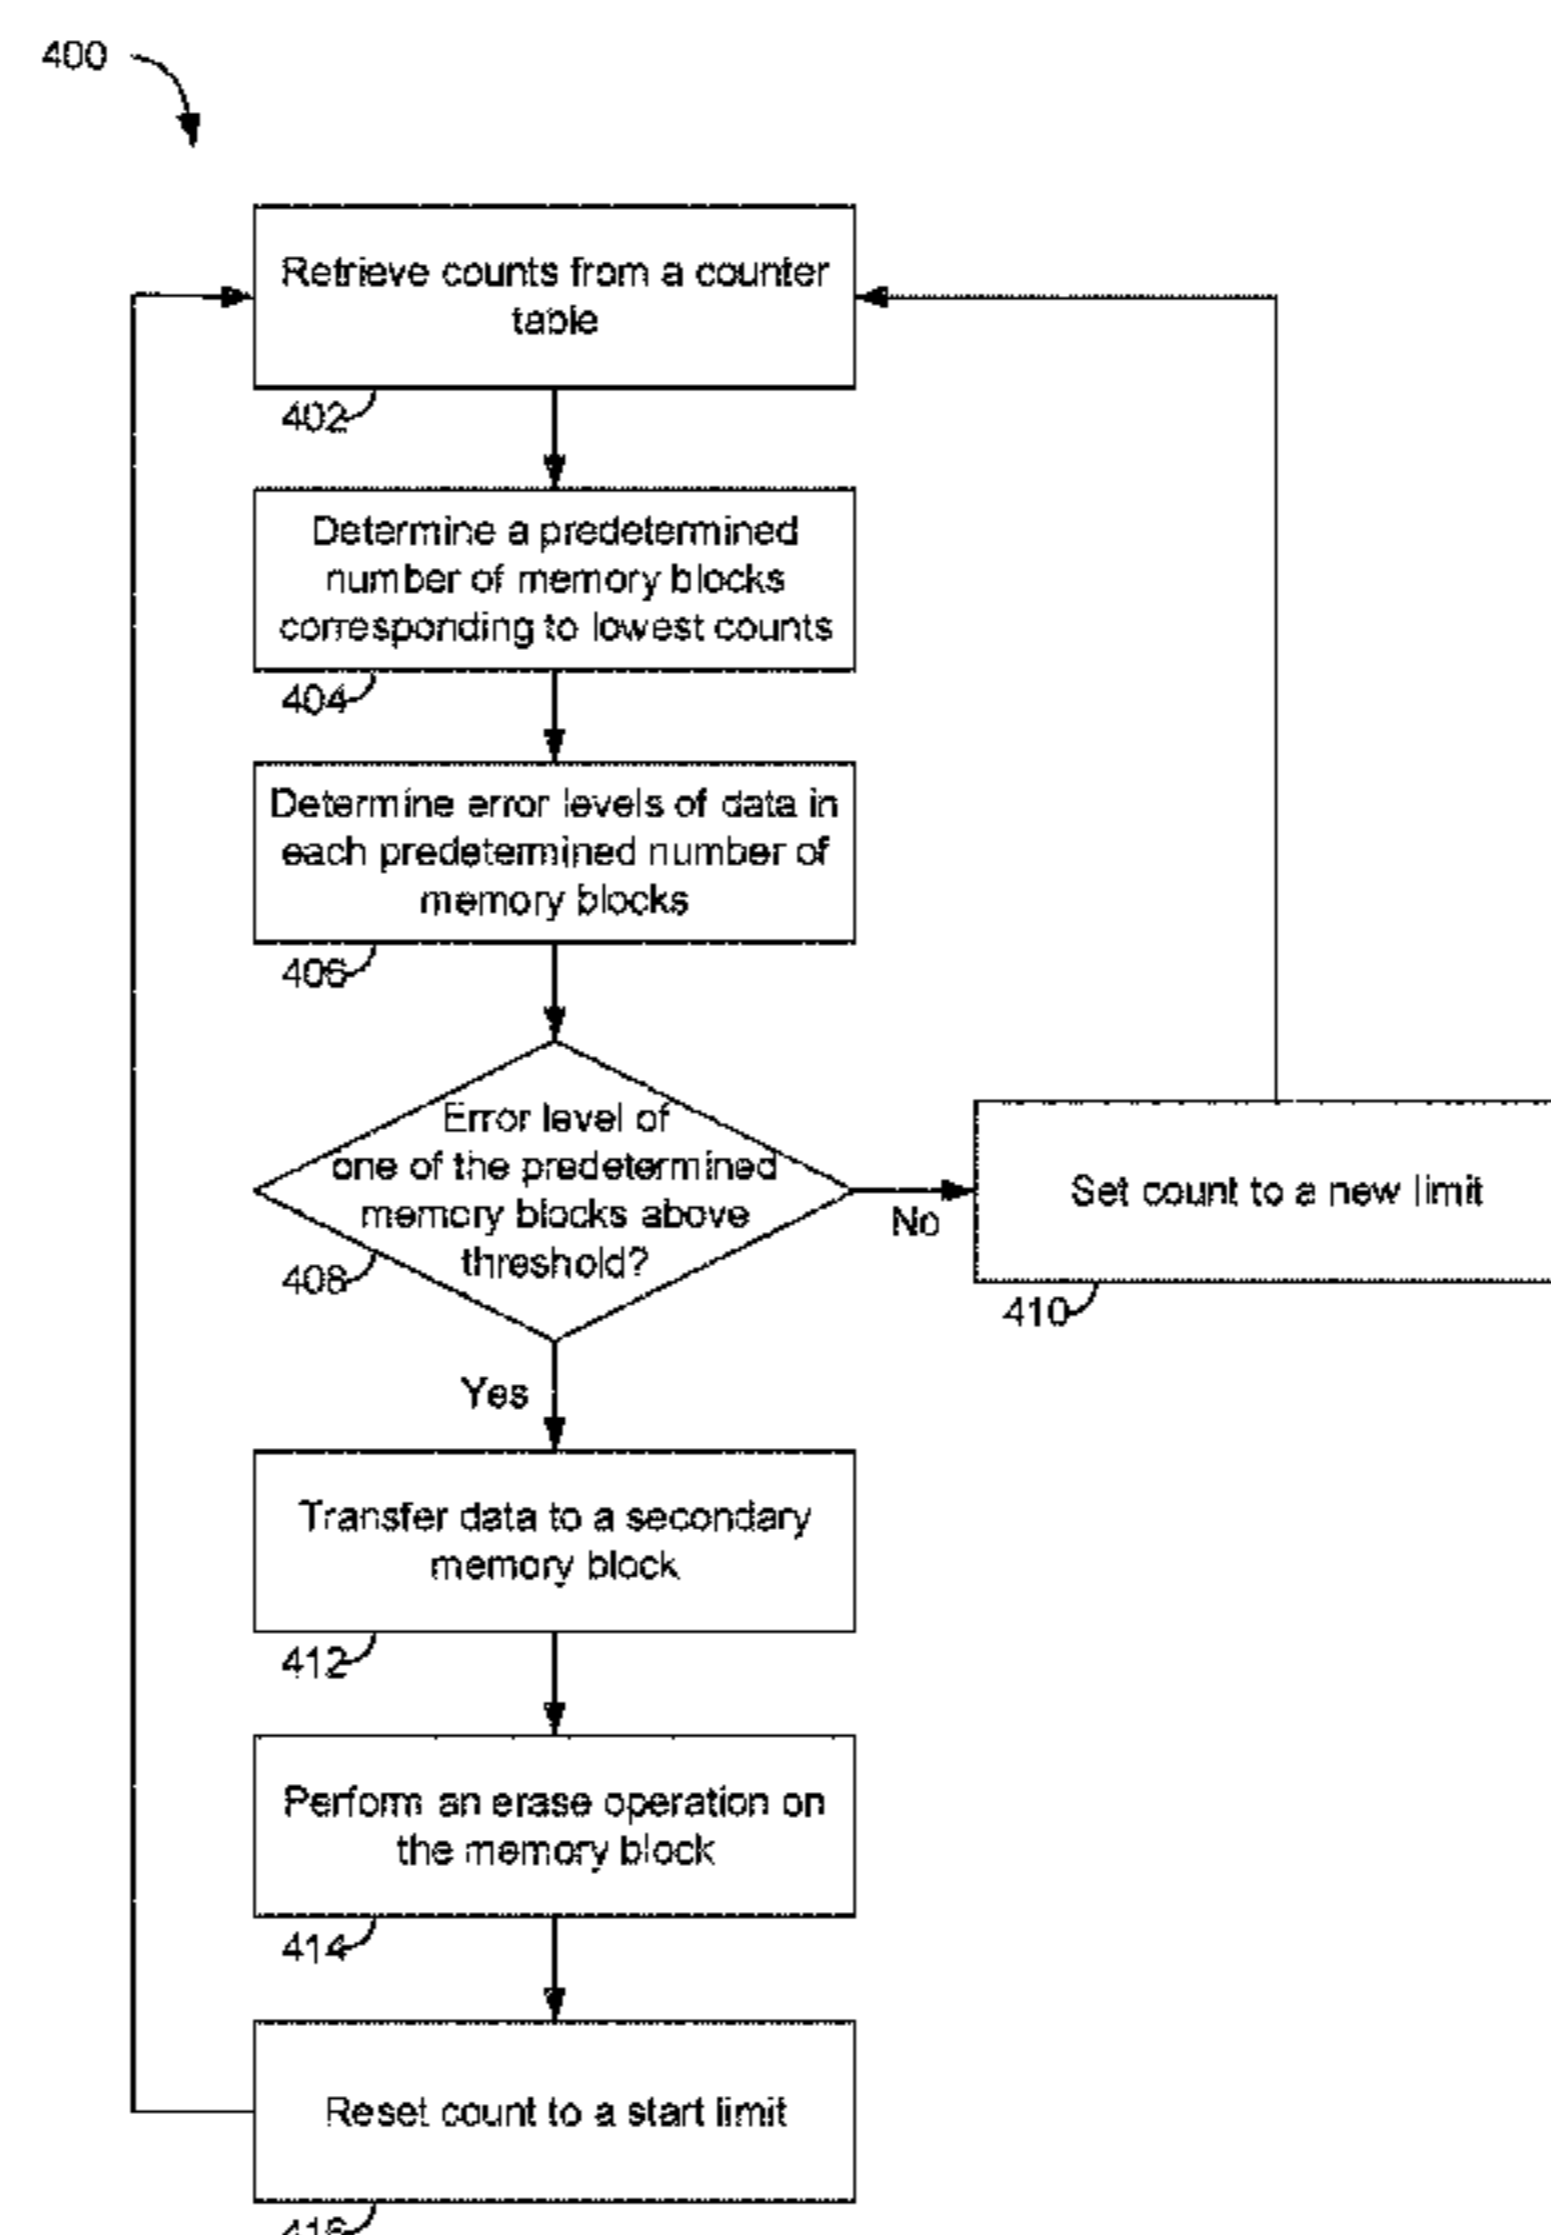 400
Retrieve counts from a counter
table
402
Determine a predetermined
number of memory blocks
corresponding to lowest counts
404
Determine error levels of data in
each predetermined number of
memory blocks
406
Error level of
one of the predetermined
memory blocks above
threshold?
408
No
Set count to a new limit
410
Yes
Transfer data to a secondary
memory block
412
Perform an erase operation on
the memory block
414
Reset count to a start limit
416